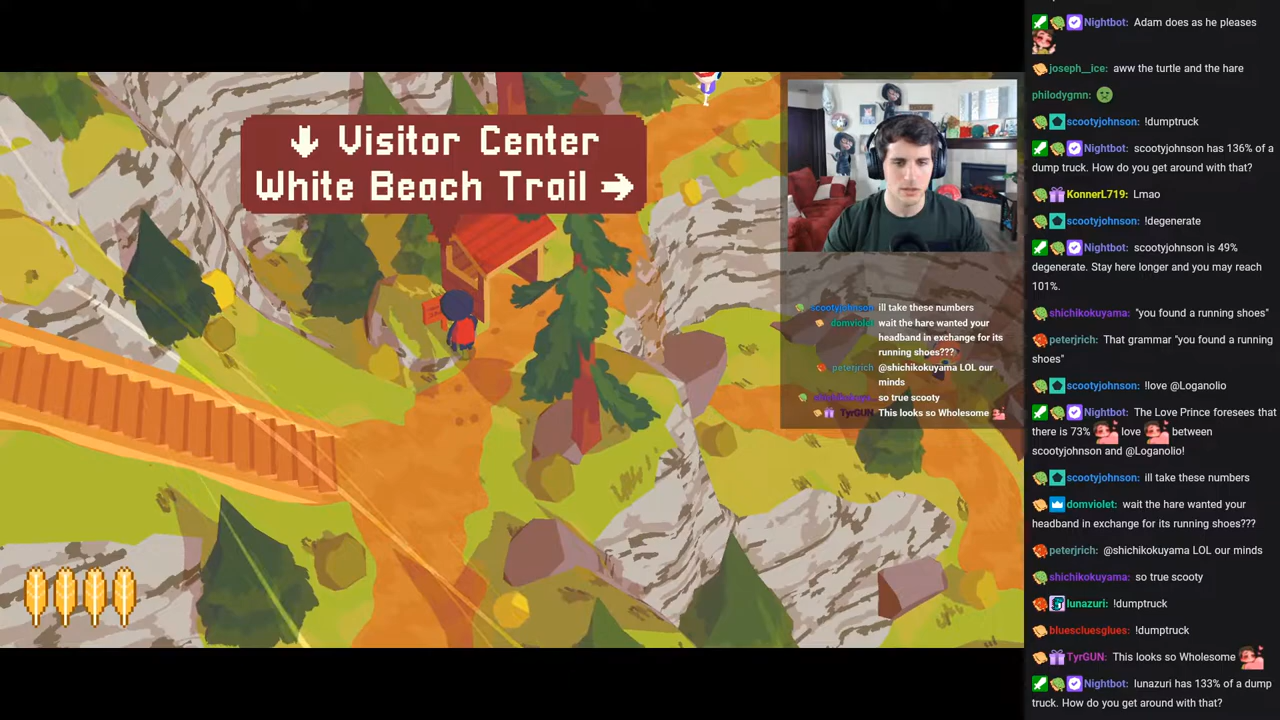 ↓ Visitor Center
White Beach Trail →
scootyjohnson ill take these numbers
domviolet: wait the hare wanted your
headband in exchange for its
running shoes???
peterjrich: @shichikokuyama LOL our
minds
so true scooty
TyrGUN This looks so Wholesome
Nightbot: Adam does as he pleases
joseph__ice: aww the turtle and the hare
philodygmn:
scootyjohnson: !dumptruck
Nightbot: scootyjohnson has 136% of a
dump truck. How do you get around with that?
KonnerL719: Lmao
scootyjohnson: !degenerate
Nightbot: scootyjohnson is 49%
degenerate. Stay here longer and you may reach
101%.
shichikokuyama: "you found a running shoes"
peterjrich: That grammar "you found a running
shoes"
scootyjohnson: !love @Loganolio
Nightbot: The Love Prince foresees that
there is 73% love between
scootyjohnson and @Loganolio!
scootyjohnson: ill take these numbers
domviolet: wait the hare wanted your
headband in exchange for its running shoes???
peterjrich: @shichikokuyama LOL our minds
shichikokuyama: so true scooty
lunazuri: !dumptruck
bluescluesglues: !dumptruck
TyrGUN: This looks so Wholesome
Nightbot: lunazuri has 133% of a dump
truck. How do you get around with that?